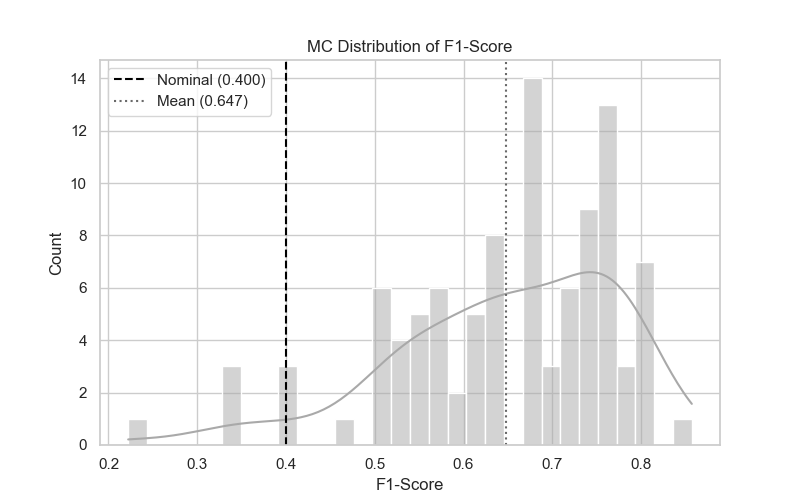 MC Distribution of F1-Score
Nominal (0.400)
Mean (0.647)
14
12
10
8
6
4
2
0
Count
0.2 0.3 0.4 0.5 0.6 0.7 0.8
F1-Score